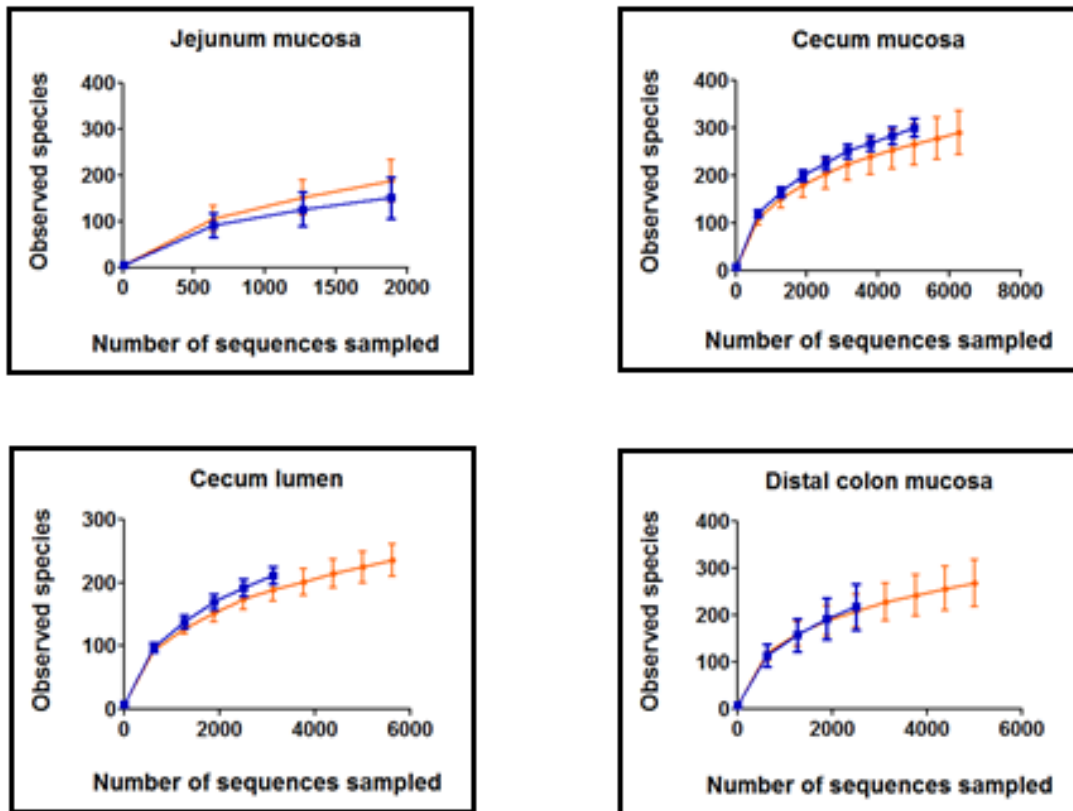 Jejunum mucosa
Observed species
400
300
200
100
0
0 500 1000 1500 2000
Number of sequences sampled
Cecum mucosa
Observed species
400
300
200
100
0
0 2000 4000 6000 8000
Number of sequences sampled
Cecum lumen
Observed species
300
200
100
0
0 2000 4000 6000
Number of sequences sampled
Distal colon mucosa
Observed species
400
300
200
100
0
0 2000 4000 6000
Number of sequences sampled